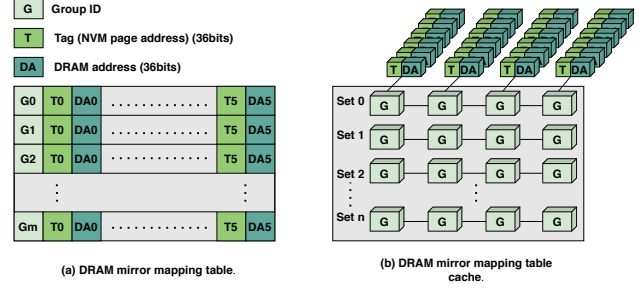 G Group ID
T Tag (NVM page address) (36bits)
DA DRAM address (36bits)
G0 T0 DA0 . . . . . . . . . . . . . T5 DA5
G1 T0 DA0 . . . . . . . . . . . . . T5 DA5
G2 T0 DA0 . . . . . . . . . . . . . T5 DA5
Gm T0 DA0 . . . . . . . . . . . . . T5 DA5
(a) DRAM mirror mapping table.
T DA T DA T DA T DA
Set 0 G G G G
Set 1 G G G G
Set 2 G G G G
Set n G G G G
(b) DRAM mirror mapping table
cache.